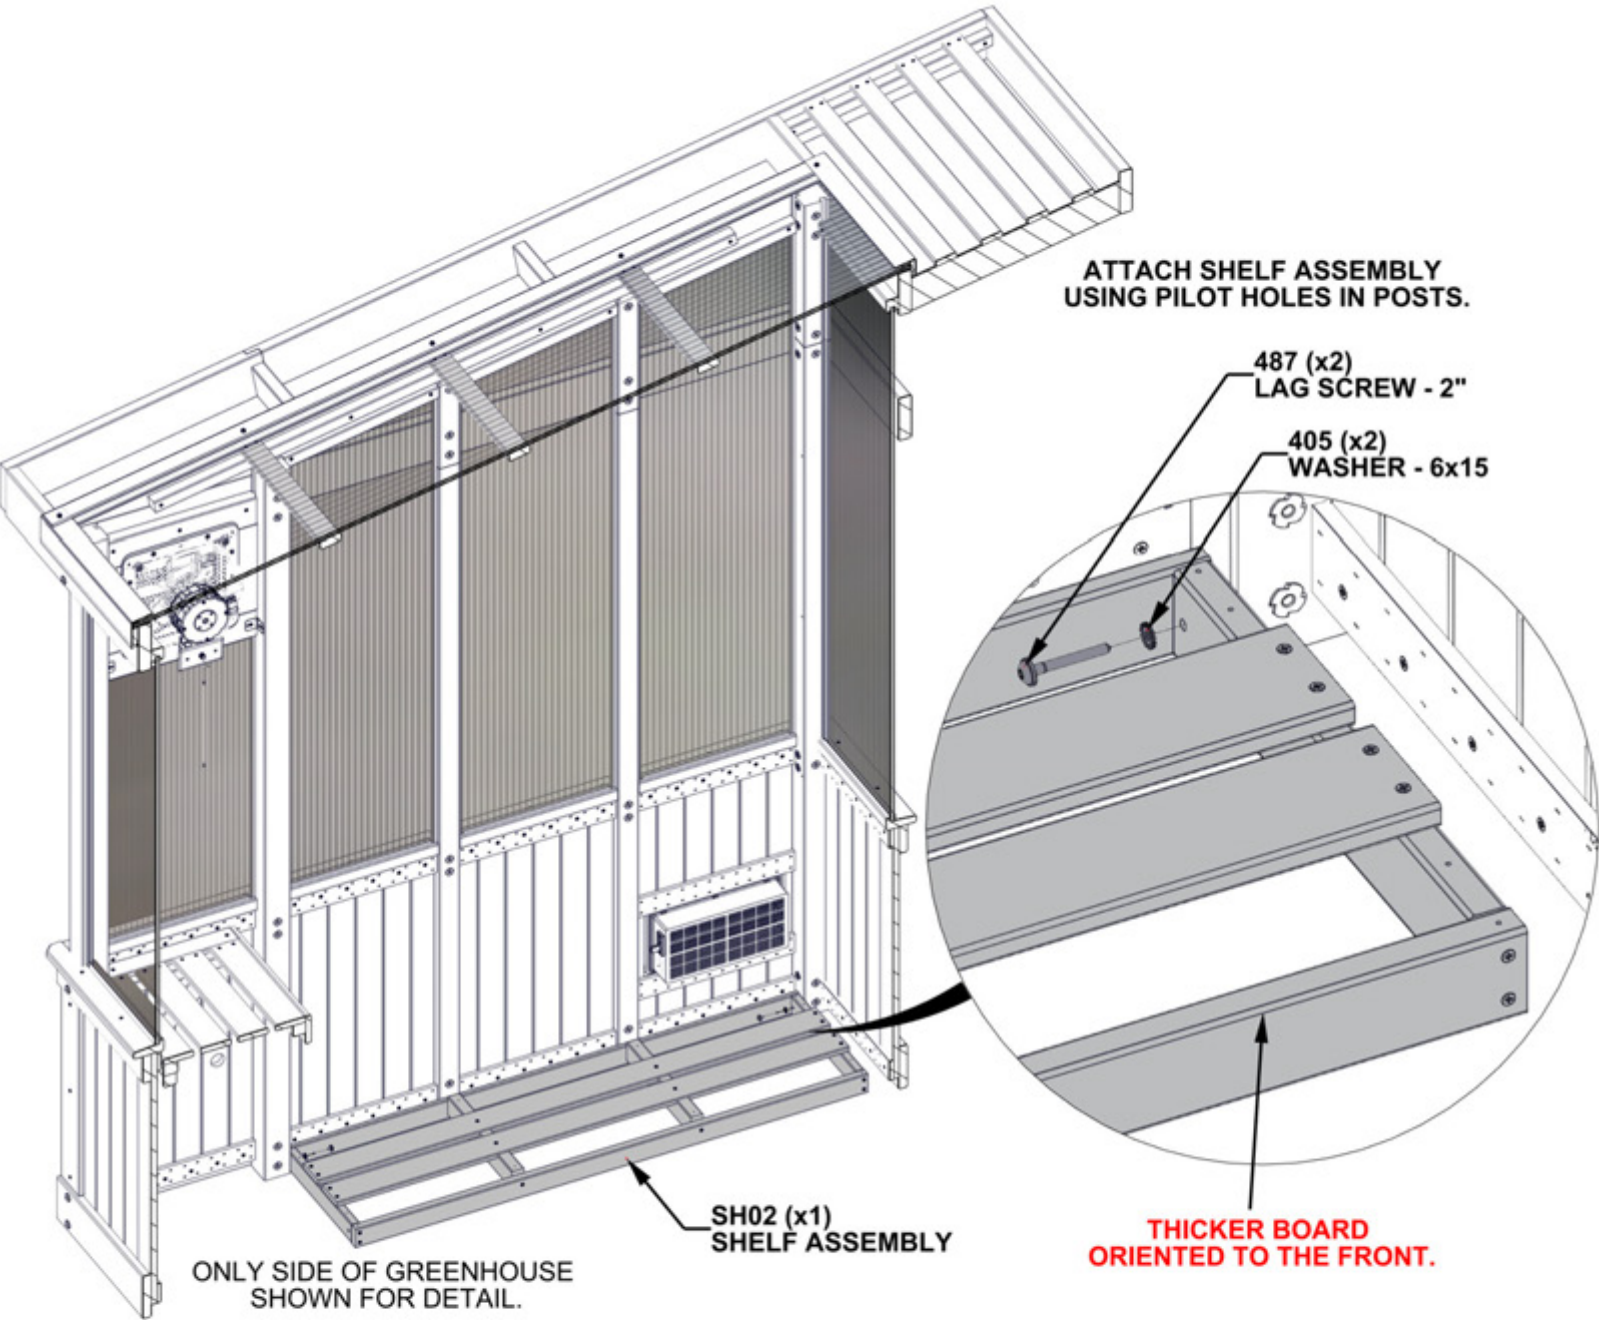 ATTACH SHELF ASSEMBLY
USING PILOT HOLES IN POSTS.
487 (x2)
LAG SCREW - 2"
405 (x2)
WASHER - 6x15
SH02 (x1)
SHELF ASSEMBLY
THICKER BOARD
ORIENTED TO THE FRONT.
ONLY SIDE OF GREENHOUSE
SHOWN FOR DETAIL.